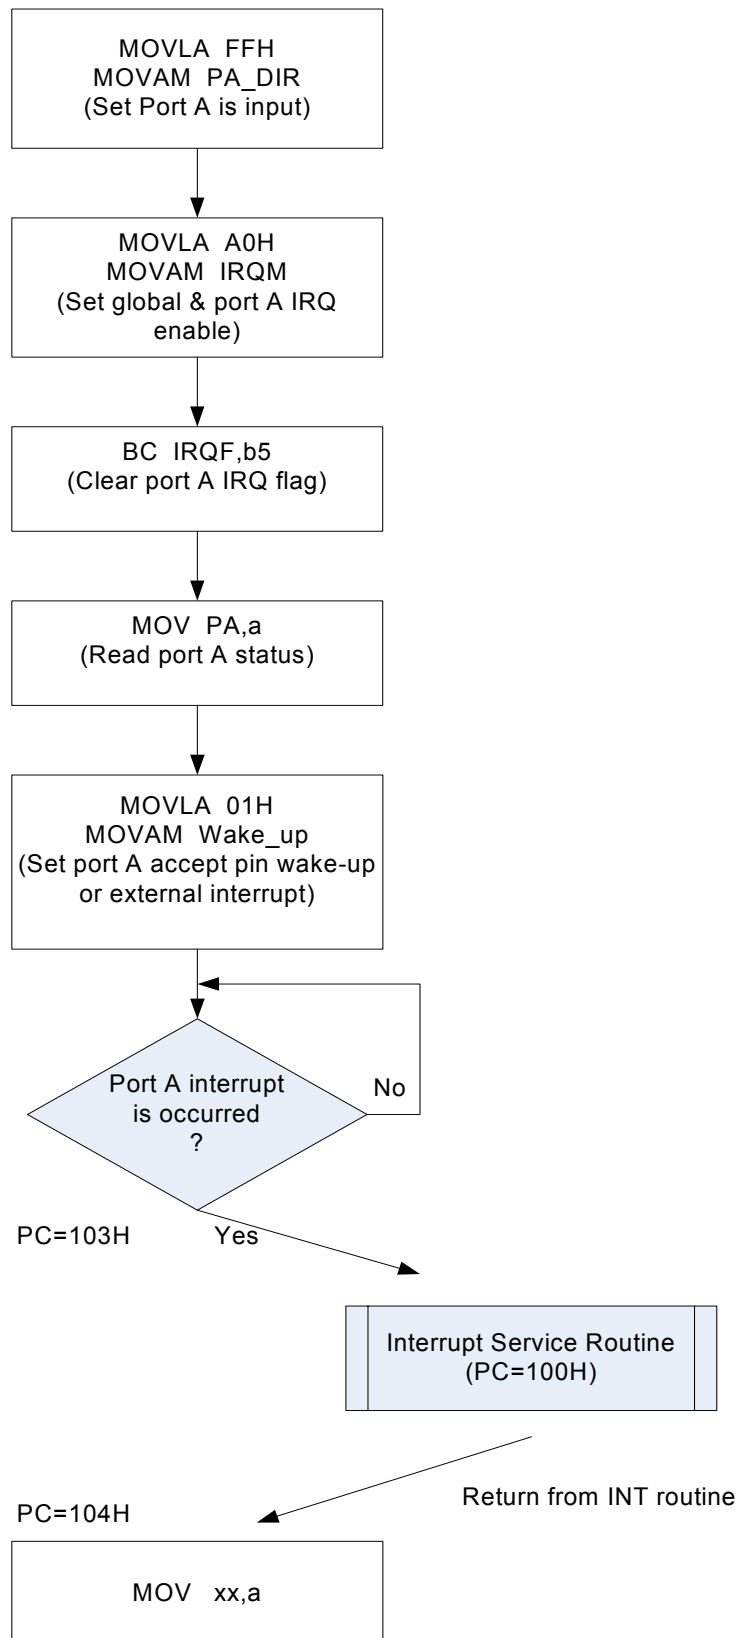 MOVLA FFH
MOVAM PA_DIR
(Set Port A is input)
MOVLA A0H
MOVAM IRQM
(Set global & port A IRQ
enable)
BC IRQF,b5
(Clear port A IRQ flag)
MOV PA,a
(Read port A status)
MOVLA 01H
MOVAM Wake_up
(Set port A accept pin wake-up
or external interrupt)
Port A interrupt
is occurred
?
No
PC=103H
Yes
Interrupt Service Routine
(PC=100H)
Return from INT routine
PC=104H
MOV xx,a